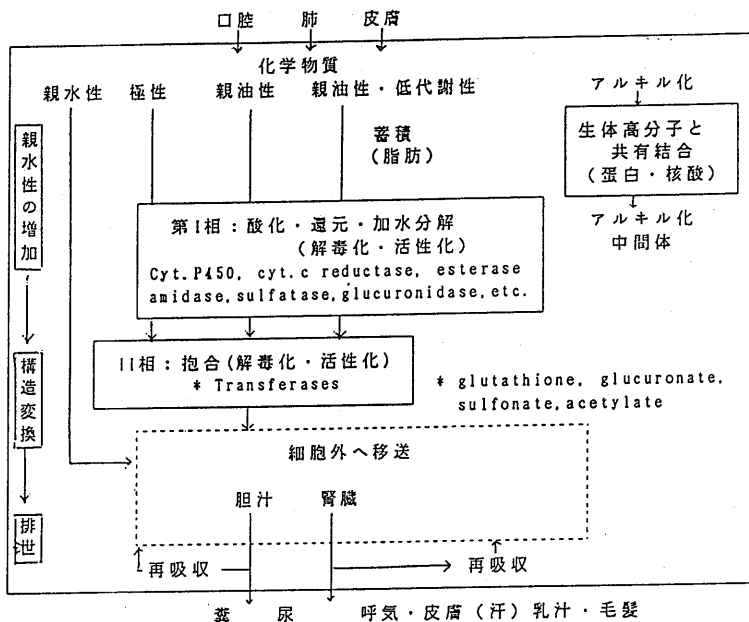 口腔 肺 皮膚
化学物質
親水性 極性 親油性 親油性・低代謝性
蓄積
(脂肪)
アルキル化
生体高分子と
共有結合
(蛋白・核酸)
アルキル化
中間体
親水性の増加
構造変換
排世
第I相：酸化・還元・加水分解
(解毒化・活性化)
Cyt.P450, cyt.c reductase, esterase
amidase,sulfatase,glucuronidase,etc.
II相：抱合(解毒化・活性化)
* Transferases
* glutathione, glucuronate,
sulfonate,acetylate
細胞外へ移送
胆汁 腎臓
再吸収 再吸収
糞 尿 呼気・皮膚(汗)乳汁・毛髪